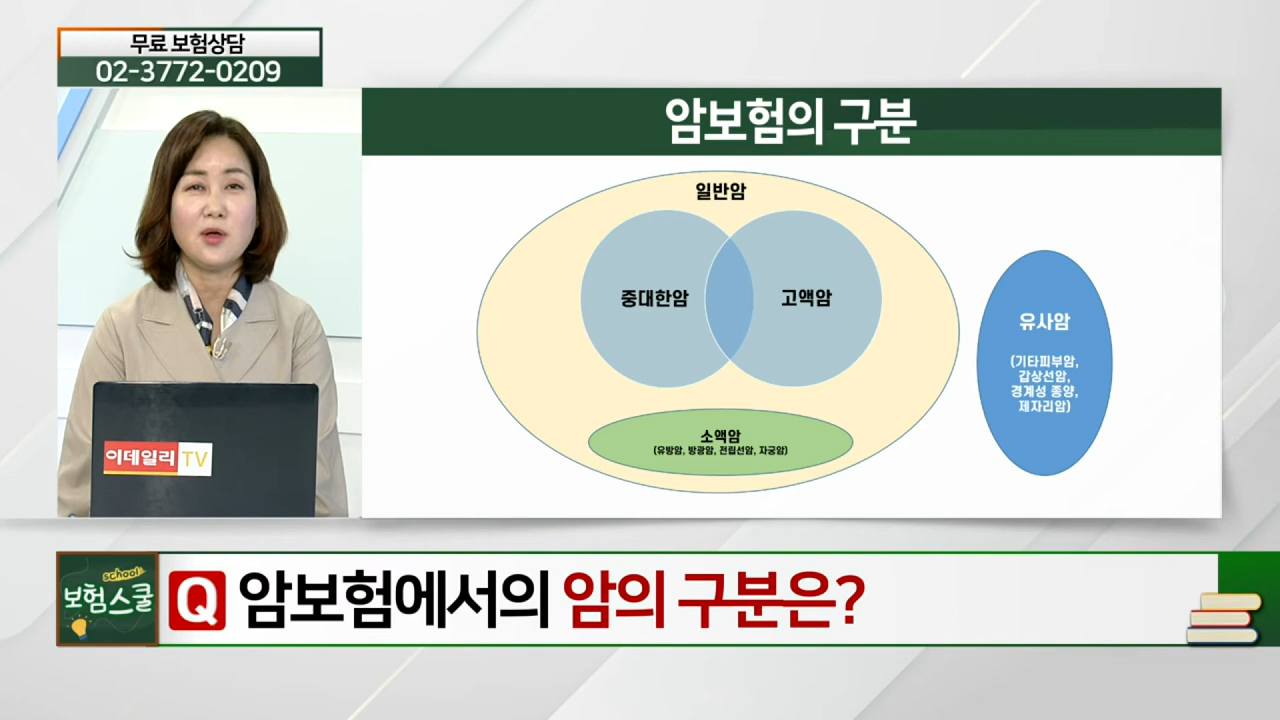 무료 보험상담
02-3772-0209
암보험의 구분
일반암
중대한암
고액암
소액암
(유방암, 방광암, 전립선암, 자궁암)
유사암
(기타피부암,
갑상선암,
경계성 종양,
제자리암)
이데일리 TV
school
보험스쿨
Q 암보험에서의 암의 구분은?